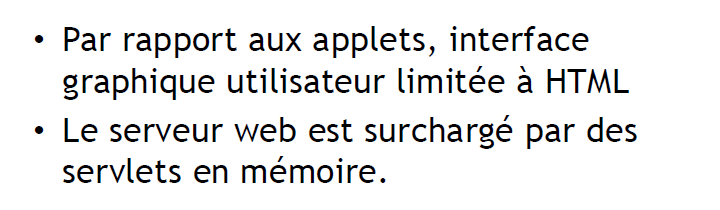 • Par rapport aux applets, interface
graphique utilisateur limitée à HTML
• Le serveur web est surchargé par des
servlets en mémoire.